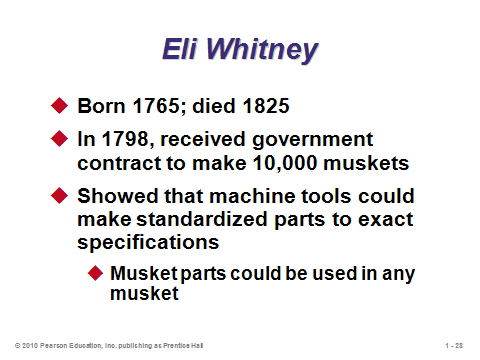 Eli Whitney
Born 1765; died 1825
In 1798, received government
contract to make 10,000 muskets
Showed that machine tools could
make standardized parts to exact
specifications
Musket parts could be used in any
musket
© 2010 Pearson Education, Inc. publishing as Prentice Hall
1 - 28